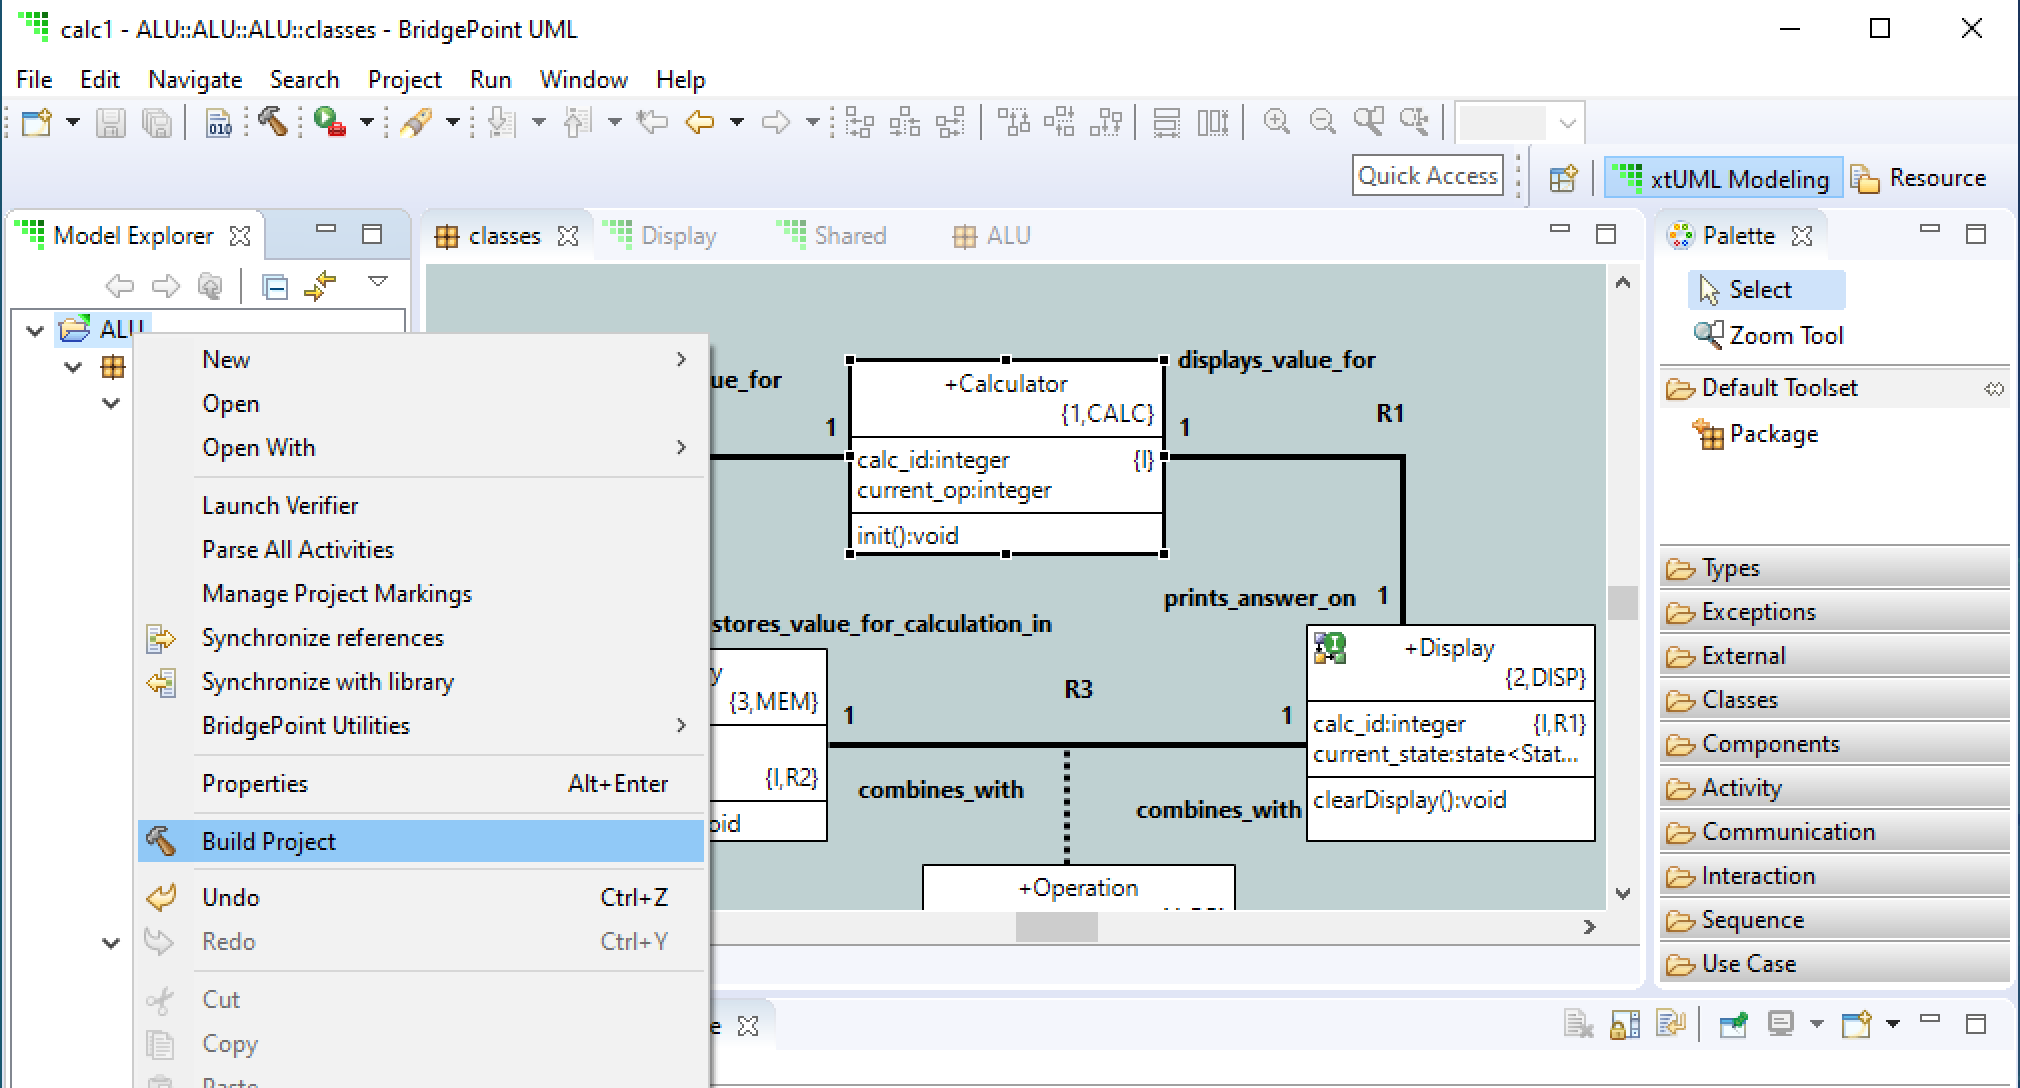 calc1 - ALU::ALU::ALU::classes - BridgePoint UML
File Edit Navigate Search Project Run Window Help
010
Quick Access
xtUML Modeling
Resource
Model Explorer
classes
Display
Shared
ALU
Palette
ALU
New
Open
Open With
Launch Verifier
Parse All Activities
Manage Project Markings
Synchronize references
Synchronize with library
BridgePoint Utilities
Properties Alt+Enter
Build Project
Undo Ctrl+Z
Redo Ctrl+Y
Cut
Copy
Paste
ue_for
1
+Calculator
{1,CALC}
calc_id:integer {I}
current_op:integer
init():void
displays_value_for
1
R1
prints_answer_on 1
stores_value_for_calculation_in
y
{3,MEM}
{I,R2}
oid
1
R3
1
combines_with
combines_with
+Display
{2,DISP}
calc_id:integer {I,R1}
current_state:state<Stat...
clearDisplay():void
+Operation
e
Select
Zoom Tool
Default Toolset
Package
Types
Exceptions
External
Classes
Components
Activity
Communication
Interaction
Sequence
Use Case